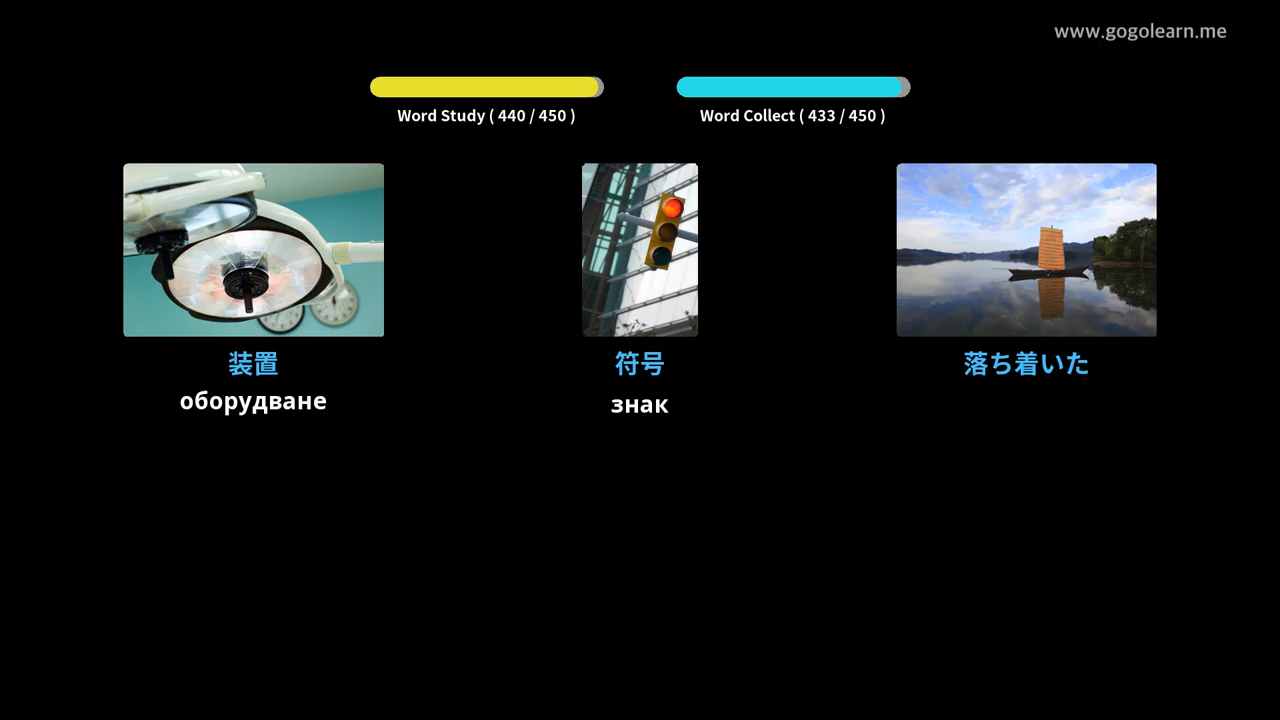 www.gogolearn.me
Word Study ( 440 / 450 )
Word Collect ( 433 / 450 )
装置
符号
落ち着いた
оборудване
знак